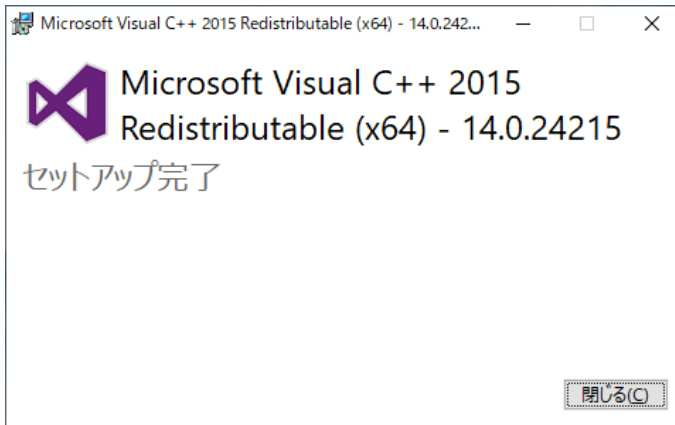 Microsoft Visual C++ 2015 Redistributable (x64) - 14.0.242...
Microsoft Visual C++ 2015
Redistributable (x64) - 14.0.24215
セットアップ完了
閉じる(C)